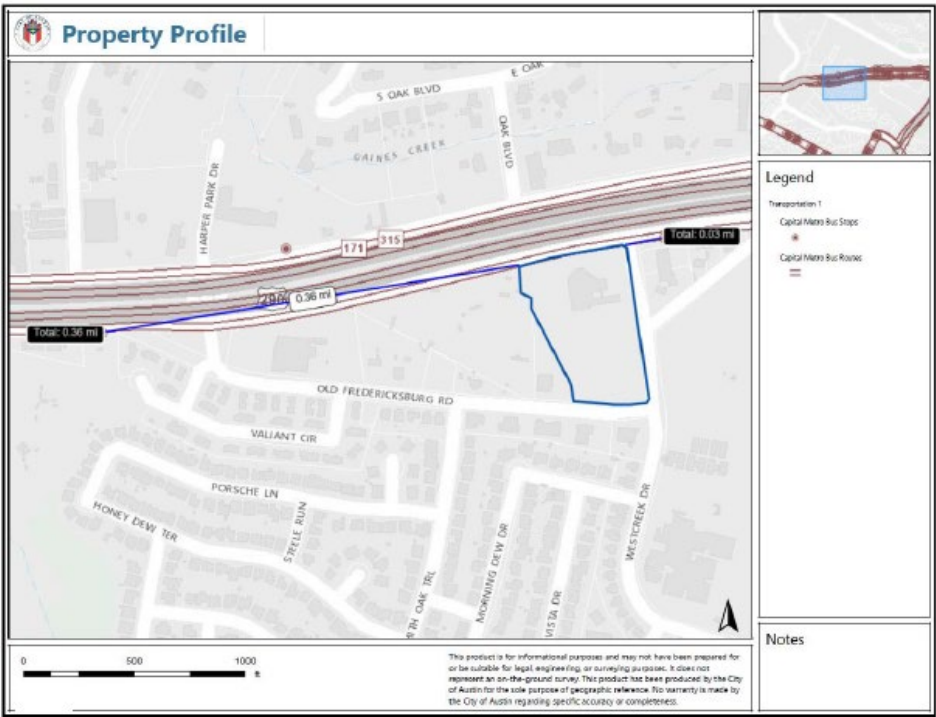 Property Profile
E OAK
S OAK BLVD
OAK BLVD
GAINES CREEK
HARPER PARK DR
Total: 0.03 mi
171
315
290
0.36 mi
Total: 0.36 mi
OLD FREDERICKSBURG RD
VALIANT CIR
PORSCHE LN
HONEY DEW TER
STEELE RUN
MORNING DEW DR
VISTA DR
WESTCREEK DR
OAK TRL
Legend
Transportation 1
Capital Metro Bus Stops
Capital Metro Bus Routes
Notes
0 500 1000
ft
This product is for informational purposes and may not have been prepared for
or be suitable for legal, engineering, or surveying purposes. It does not
represent an on-the-ground survey. This product has been produced by the City
of Austin for the sole purpose of geographic reference. No warranty is made by
the City of Austin regarding specific accuracy or completeness.